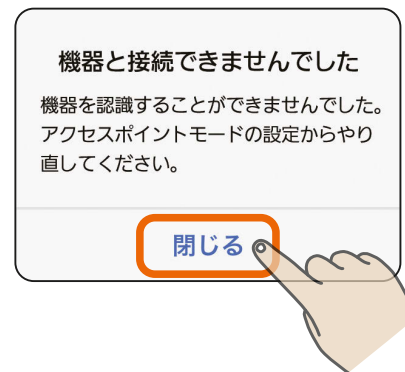 機器と接続できませんでした
機器を認識することができませんでした。
アクセスポイントモードの設定からやり
直してください。
閉じる